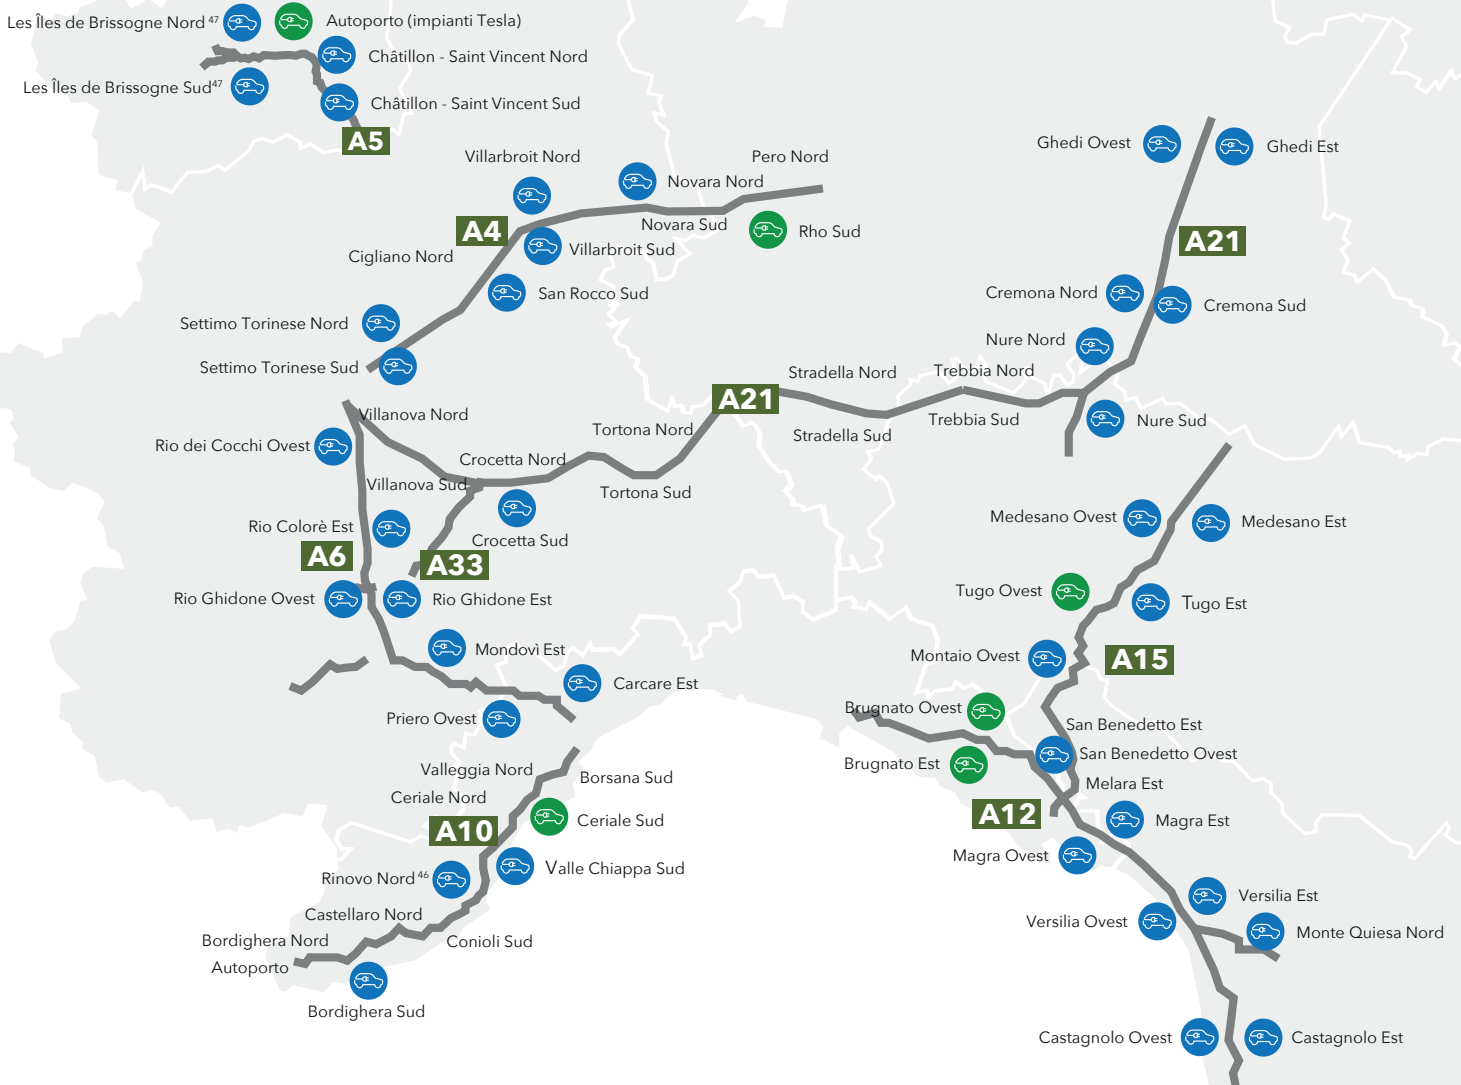 Les Îles de Brissogne Nord 47
Autoporto (impianti Tesla)
Châtillon - Saint Vincent Nord
Les Îles de Brissogne Sud47
Châtillon - Saint Vincent Sud
A5
Villarbroit Nord
Pero Nord
Novara Nord
A4
Novara Sud
Rho Sud
Villarbroit Sud
Cigliano Nord
San Rocco Sud
Settimo Torinese Nord
Settimo Torinese Sud
Ghedi Ovest
Ghedi Est
A21
Cremona Nord
Cremona Sud
Nure Nord
Stradella Nord
Trebbia Nord
A21
Villanova Nord
Trebbia Sud
Nure Sud
Tortona Nord
Stradella Sud
Rio dei Cocchi Ovest
Crocetta Nord
Villanova Sud
Tortona Sud
Rio Colorè Est
Crocetta Sud
A6
A33
Rio Ghidone Ovest
Rio Ghidone Est
Medesano Ovest
Medesano Est
Tugo Ovest
Tugo Est
Mondovì Est
Montaio Ovest
A15
Carcare Est
Priero Ovest
Brugnato Ovest
San Benedetto Est
San Benedetto Ovest
Brugnato Est
Valleggia Nord
Borsana Sud
Melara Est
Ceriale Nord
A12
Ceriale Sud
Magra Est
A10
Magra Ovest
Valle Chiappa Sud
Rinovo Nord 46
Versilia Est
Castellaro Nord
Versilia Ovest
Monte Quiesa Nord
Bordighera Nord
Conioli Sud
Autoporto
Bordighera Sud
Castagnolo Ovest
Castagnolo Est